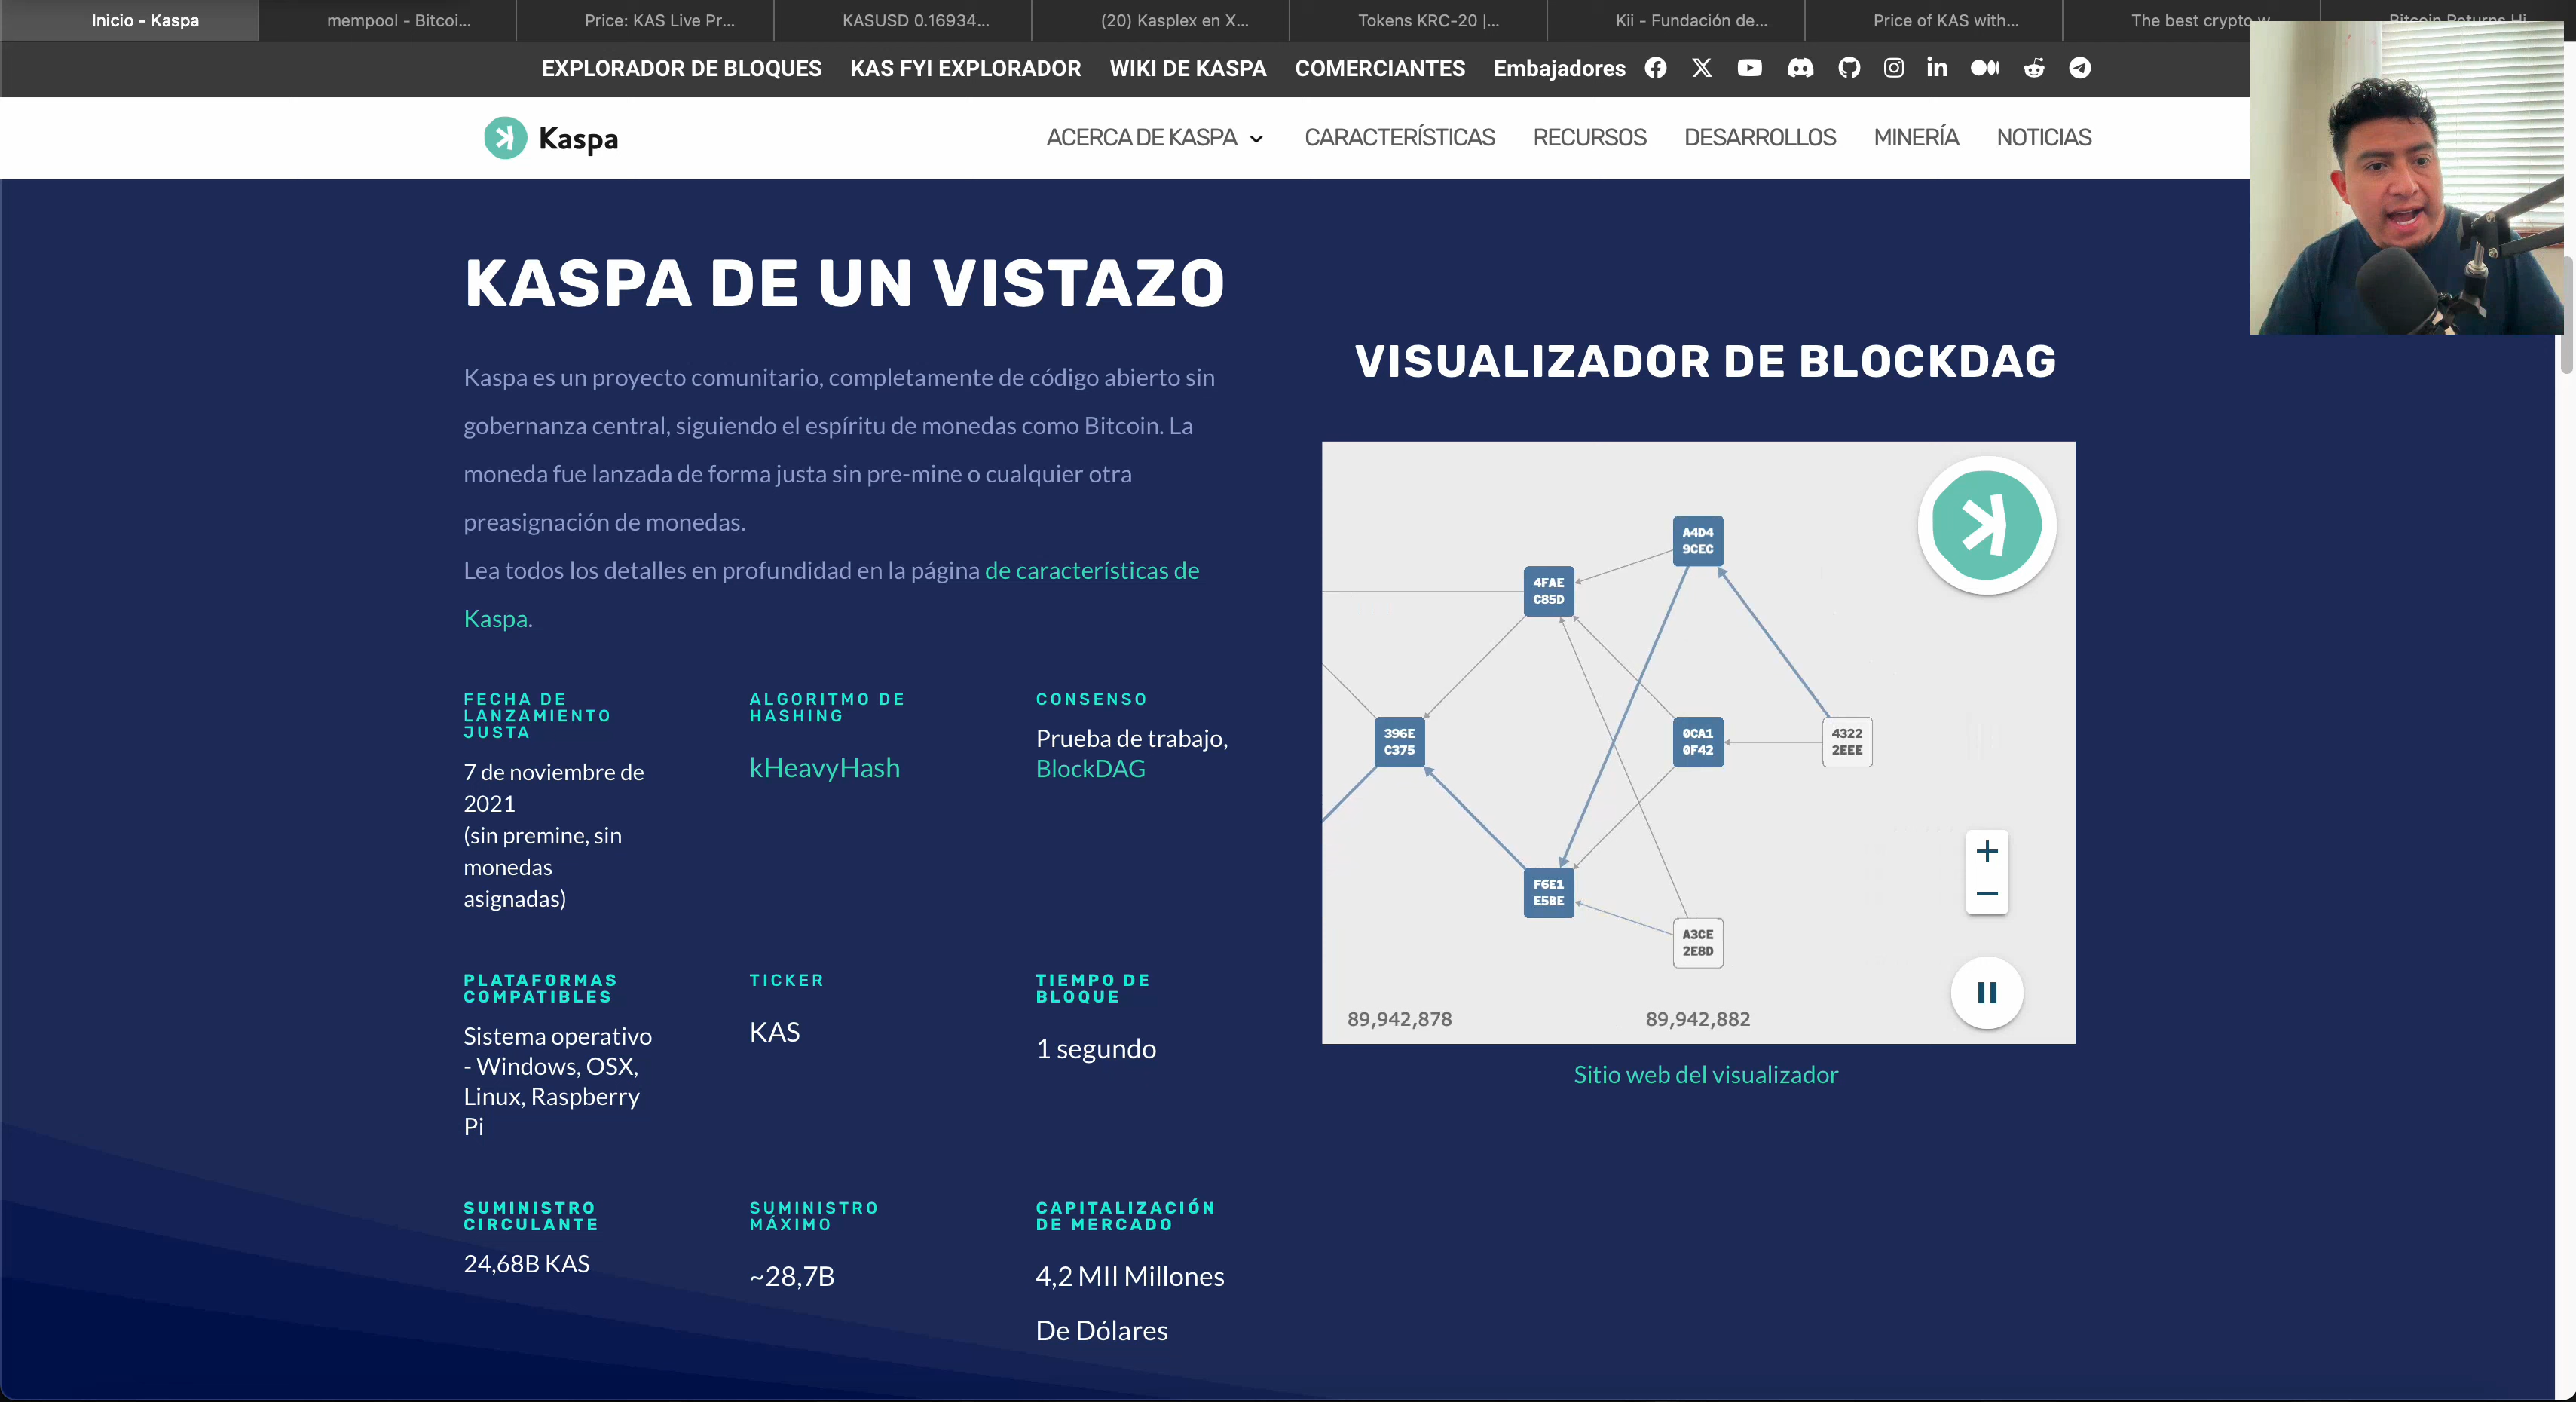 Inicio - Kaspa
mempool - Bitcoi...
Price: KAS Live Pr...
KASUSD 0.16934...
(20) Kasplex en X...
Tokens KRC-20 |...
Kii - Fundación de...
Price of KAS with...
The best crypto
EXPLORADOR DE BLOQUES
KAS FYI EXPLORADOR
WIKI DE KASPA
COMERCIANTES
Embajadores
Kaspa
ACERCA DE KASPA
CARACTERÍSTICAS
RECURSOS
DESARROLLOS
MINERÍA
NOTICIAS
KASPA DE UN VISTAZO
Kaspa es un proyecto comunitario, completamente de código abierto sin
gobernanza central, siguiendo el espíritu de monedas como Bitcoin. La
moneda fue lanzada de forma justa sin pre-mine o cualquier otra
preasignación de monedas.
Lea todos los detalles en profundidad en la página de características de
Kaspa.
FECHA DE
LANZAMIENTO
JUSTA
7 de noviembre de
2021
(sin premine, sin
monedas
asignadas)
ALGORITMO DE
HASHING
kHeavyHash
CONSENSO
Prueba de trabajo,
BlockDAG
PLATAFORMAS
COMPATIBLES
Sistema operativo
- Windows, OSX,
Linux, Raspberry
Pi
TICKER
KAS
TIEMPO DE
BLOQUE
1 segundo
SUMINISTRO
CIRCULANTE
24,68B KAS
SUMINISTRO
MÁXIMO
~28,7B
CAPITALIZACIÓN
DE MERCADO
4,2 MIl Millones
De Dólares
VISUALIZADOR DE BLOCKDAG
A4D4
9CEC
4FAE
C85D
396E
C375
0CA1
0F42
4322
2EEE
F6E1
E5BE
A3CE
2E8D
89,942,878
89,942,882
Sitio web del visualizador